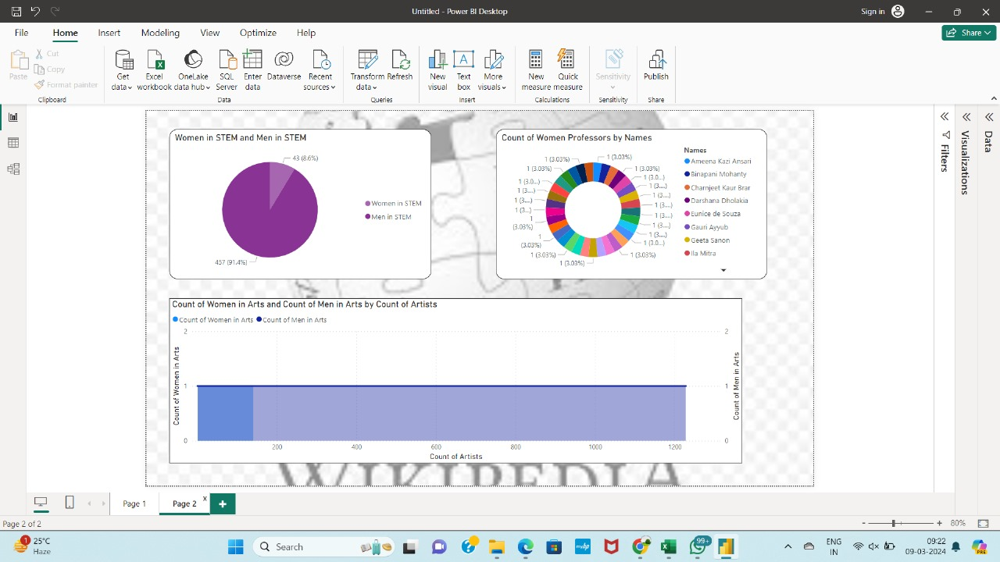 Untitled - Power BI Desktop
Sign in
File Home Insert Modeling View Optimize Help
Share
Paste
Cut
Copy
Format painter
Clipboard
Get data
Excel workbook
OneLake data hub
SQL Server
Enter data
Dataverse
Recent sources
Data
Transform data
Refresh
Queries
New visual
Text box
More visuals
Insert
New measure
Quick measure
Calculations
Sensitivity
Sensitivity
Publish
Share
Women in STEM and Men in STEM
43 (8.6%)
457 (91.4%)
Women in STEM
Men in STEM
Count of Women Professors by Names
1 (3.03%)
1 (3.03%)
1 (3.0...)
1 (3....)
1 (3....)
1 (3....)
1 (3....)
1 (3....)
1 (3.0...)
1 (3.03%)
1 (3.03%)
1 (3.03%)
1
(3.03%)
1
(3.03%)
1 (3...)
1 (3....)
1 (3....)
1 (3.0...)
1 (3.03%)
1 (3.03%)
Names
Ameena Kazi Ansari
Binapani Mohanty
Charnjeet Kaur Brar
Darshana Dholakia
Eunice de Souza
Gauri Ayyub
Geeta Sanon
Ila Mitra
Count of Women in Arts and Count of Men in Arts by Count of Artists
Count of Women in Arts Count of Men in Arts
Count of Women in Arts
2
1
0
200 400 600 800 1000 1200
Count of Artists
2
1
0
Count of Men in Arts
WIKIPEDIA
Filters
Visualizations
Data
Page 1
Page 2
x
+
Page 2 of 2
- + 80%
1
25°C
Haze
Search
myhp
99+
ENG
IN
09:22
09-03-2024
PRE